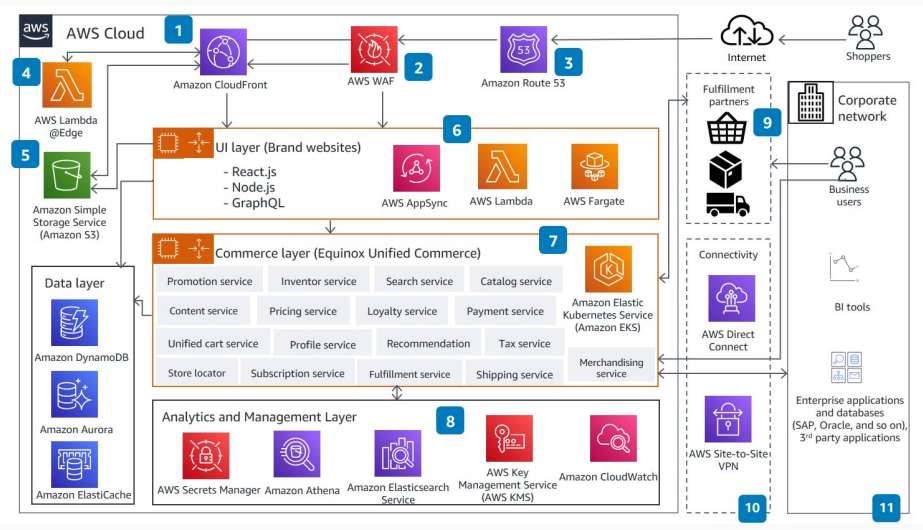 aws
AWS Cloud
1
Amazon CloudFront
2
AWS WAF
53
3
Amazon Route 53
Internet
Shoppers
4
AWS Lambda
@Edge
5
Amazon Simple
Storage Service
(Amazon S3)
6
UI layer (Brand websites)
- React.js
- Node.js
- GraphQL
AWS AppSync
AWS Lambda
AWS Fargate
7
Commerce layer (Equinox Unified Commerce)
Promotion service
Inventor service
Search service
Catalog service
Content service
Pricing service
Loyalty service
Payment service
Unified cart service
Profile service
Recommendation
Tax service
Store locator
Subscription service
Fulfillment service
Shipping service
Merchandising
service
K
Amazon Elastic
Kubernetes Service
(Amazon EKS)
Data layer
Amazon DynamoDB
Amazon Aurora
Amazon ElastiCache
8
Analytics and Management Layer
AWS Secrets Manager
Amazon Athena
Amazon Elasticsearch
Service
AWS Key
Management Service
(AWS KMS)
Amazon CloudWatch
Fulfillment
partners
9
Connectivity
AWS Direct
Connect
AWS Site-to-Site
VPN
10
Corporate
network
Business
users
BI tools
Enterprise applications
and databases
(SAP, Oracle, and so on),
3rd party applications
11